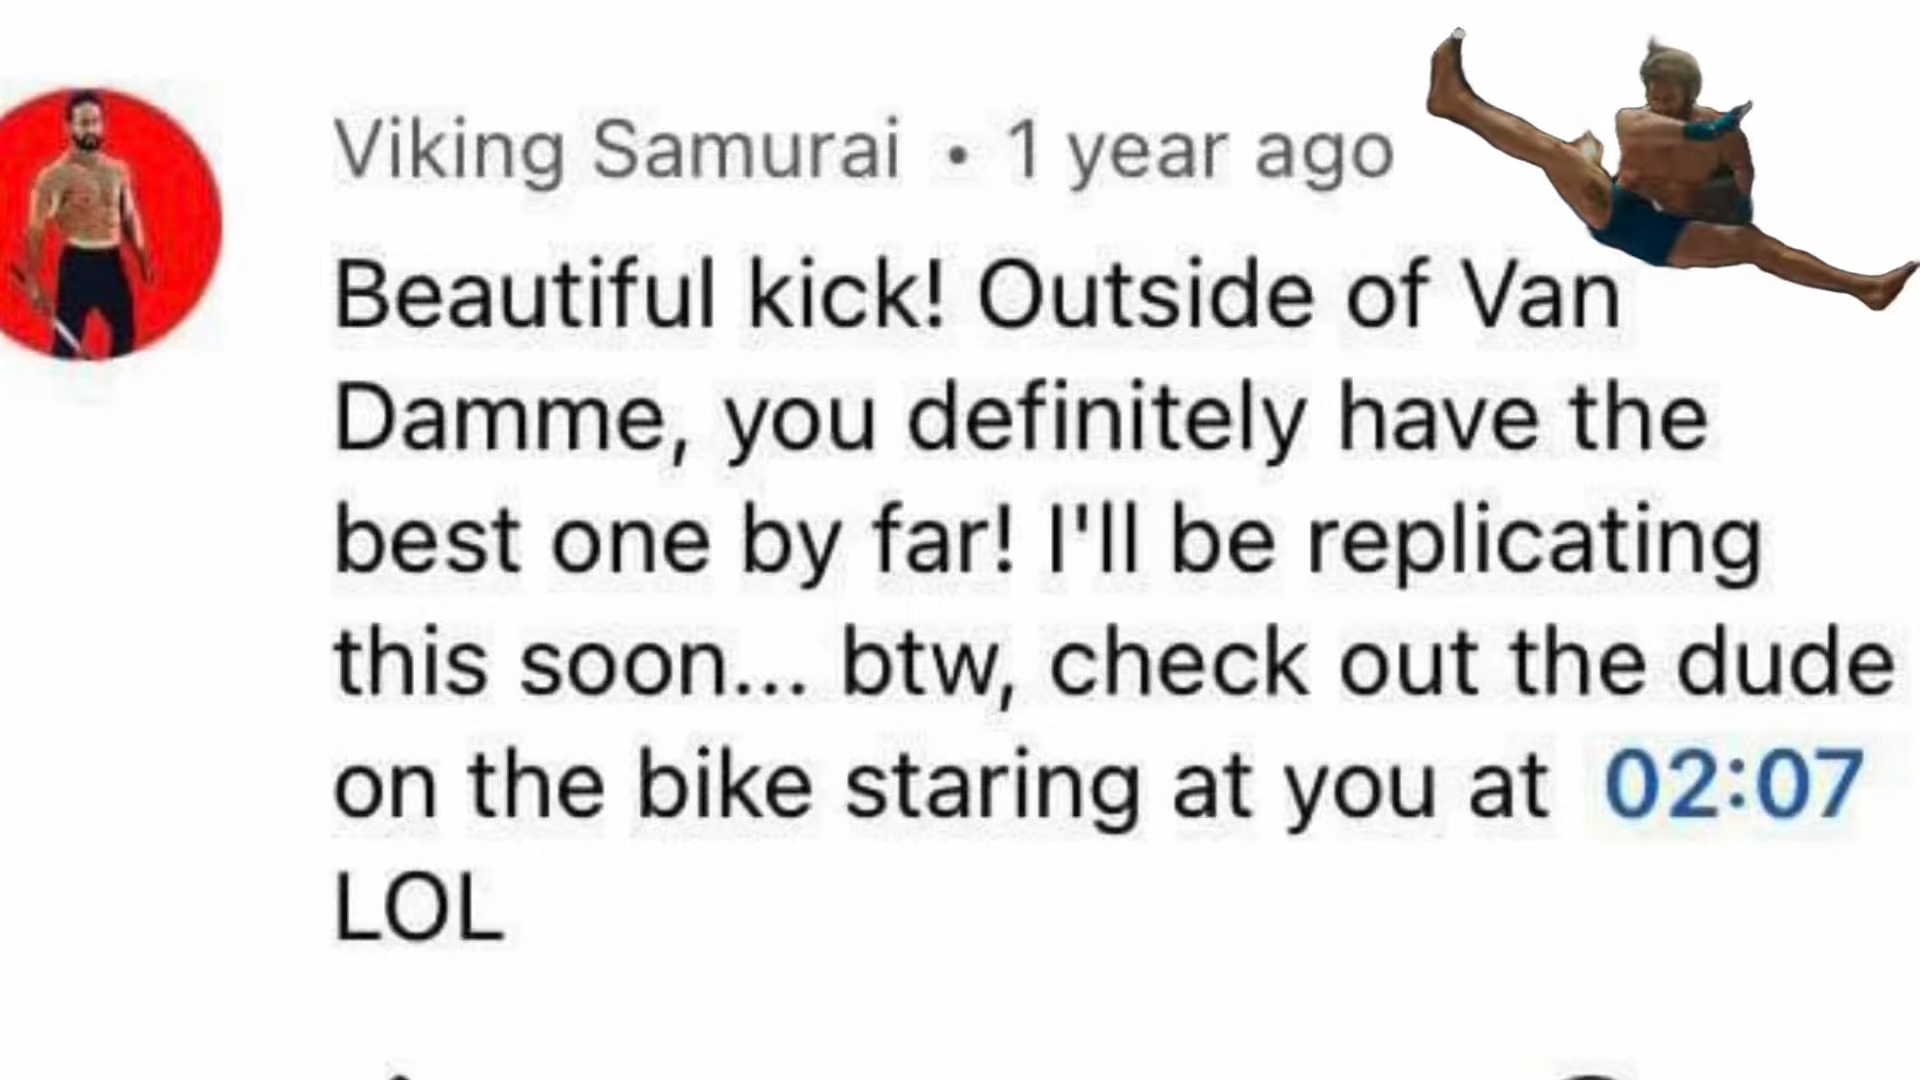 Viking Samurai • 1 year ago
Beautiful kick! Outside of Van
Damme, you definitely have the
best one by far! I'll be replicating
this soon... btw, check out the dude
on the bike staring at you at 02:07
LOL